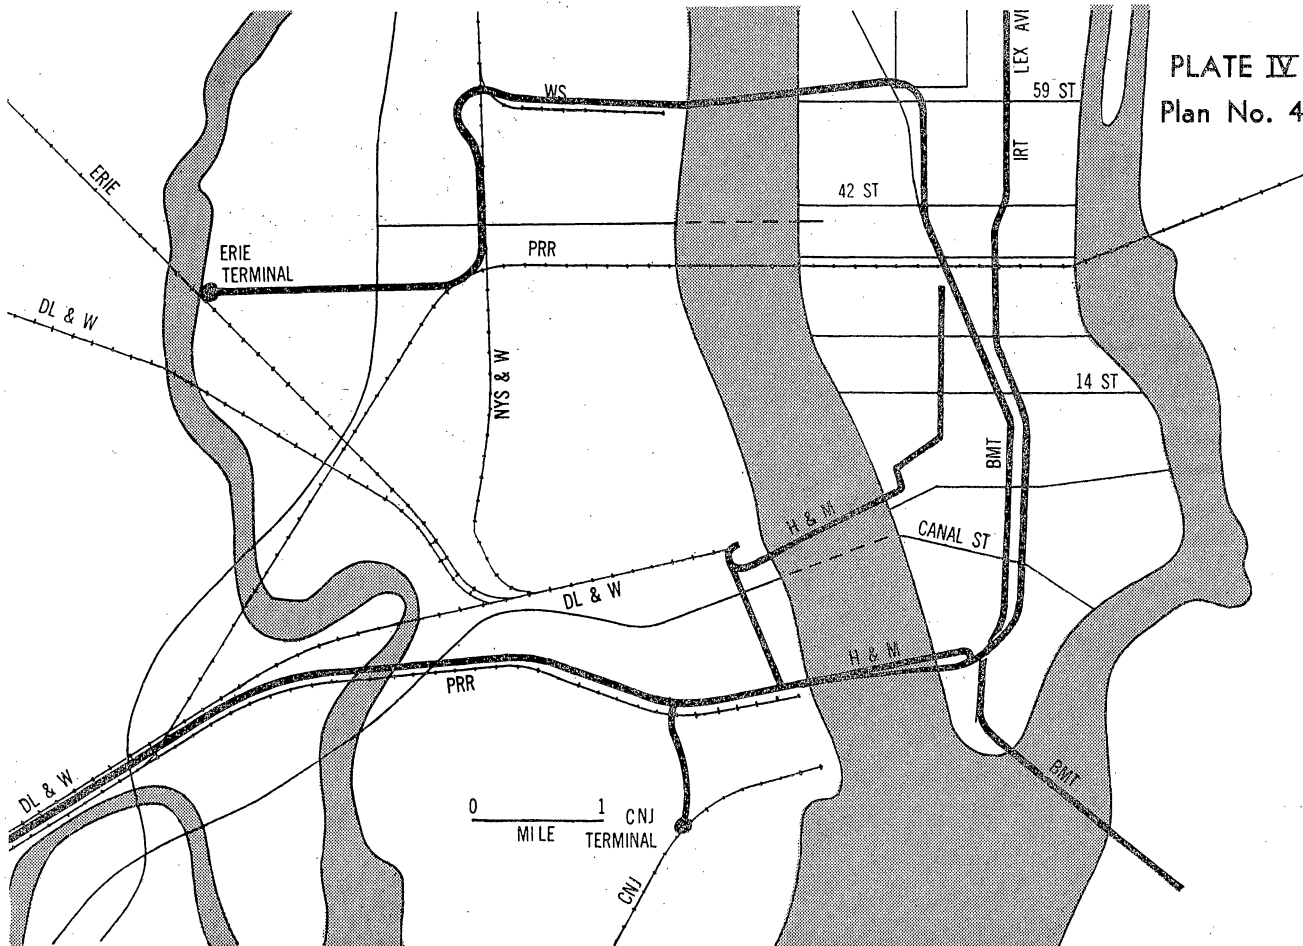 PLATE IV
Plan No. 4
LEX AVE
59 ST
WS
IRT
ERIE
42 ST
ERIE
TERMINAL
PRR
DL & W
NYS & W
14 ST
BMT
H & M
CANAL ST
DL & W
H & M
PRR
DL & W
BMT
0 1
MILE
CNJ
TERMINAL
CNJ